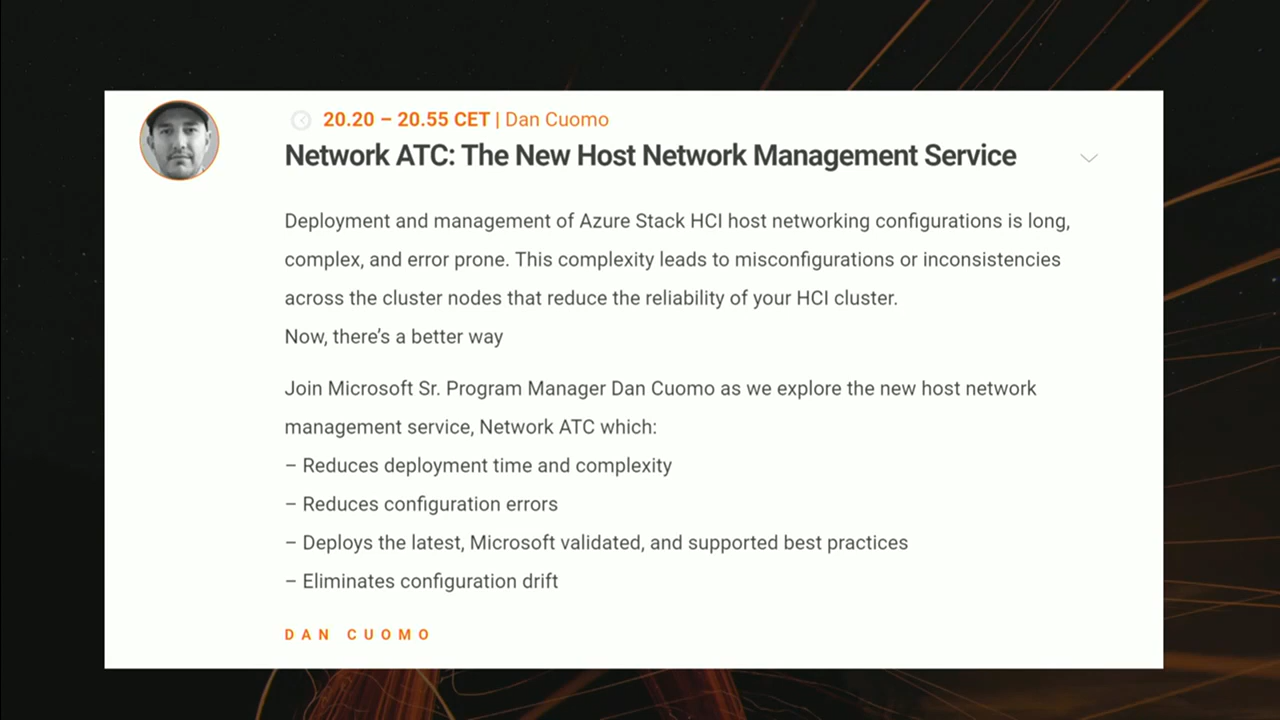 20.20 – 20.55 CET | Dan Cuomo
Network ATC: The New Host Network Management Service
Deployment and management of Azure Stack HCI host networking configurations is long,
complex, and error prone. This complexity leads to misconfigurations or inconsistencies
across the cluster nodes that reduce the reliability of your HCI cluster.
Now, there’s a better way
Join Microsoft Sr. Program Manager Dan Cuomo as we explore the new host network
management service, Network ATC which:
– Reduces deployment time and complexity
– Reduces configuration errors
– Deploys the latest, Microsoft validated, and supported best practices
– Eliminates configuration drift
DAN CUOMO